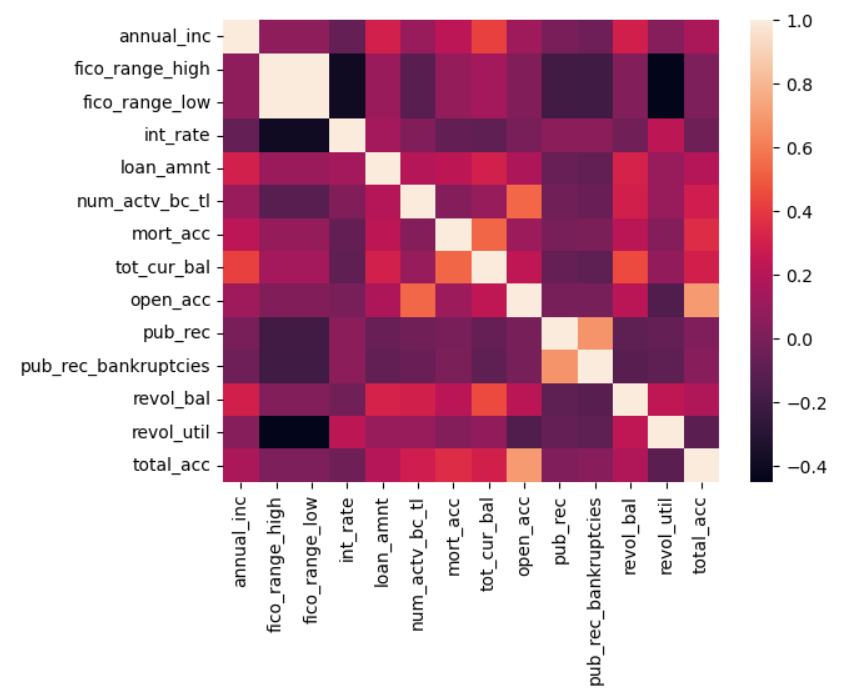 annual_inc
fico_range_high
fico_range_low
int_rate
loan_amnt
num_actv_bc_tl
mort_acc
tot_cur_bal
open_acc
pub_rec
pub_rec_bankruptcies
revol_bal
revol_util
total_acc
annual_inc
fico_range_high
fico_range_low
int_rate
loan_amnt
num_actv_bc_tl
mort_acc
tot_cur_bal
open_acc
pub_rec
pub_rec_bankruptcies
revol_bal
revol_util
total_acc
1.0
0.8
0.6
0.4
0.2
0.0
−0.2
−0.4